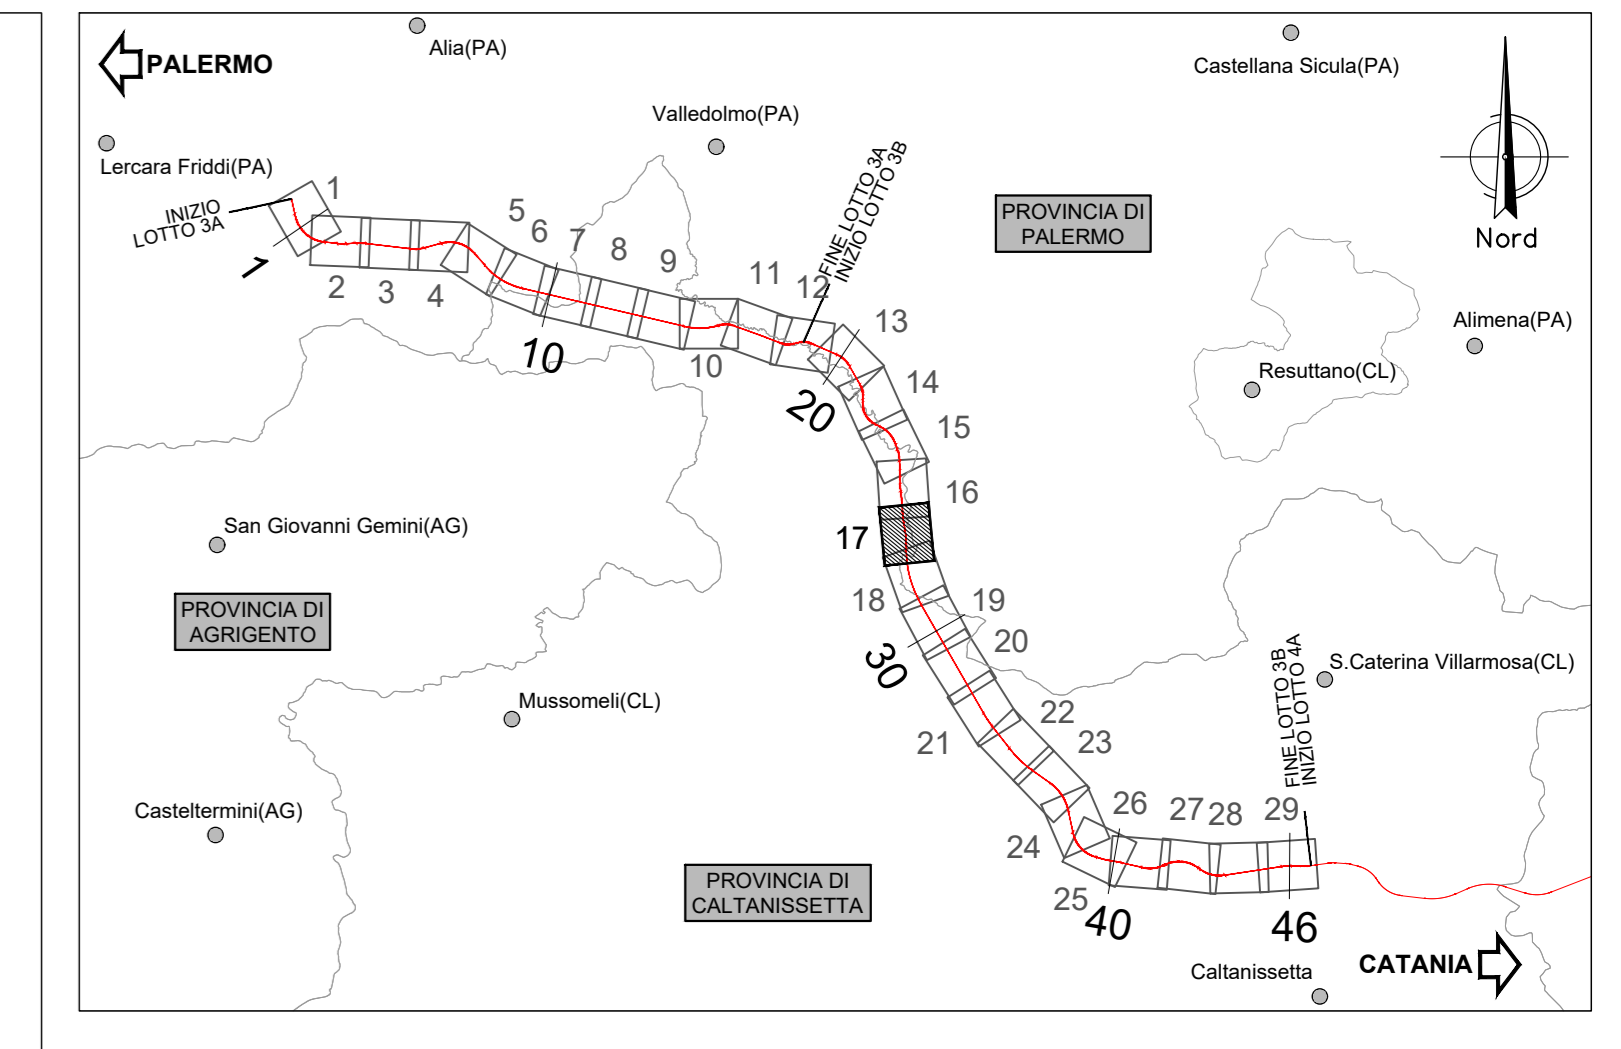 Alia(PA)
PALERMO
Castellana Sicula(PA)
Valledolmo(PA)
Lercara Friddi(PA)
INIZIO
LOTTO 3A
FINE LOTTO 3A
INIZIO LOTTO 3B
PROVINCIA DI
PALERMO
Nord
1
1
2
3
4
5
6
7
8
9
10
10
11
12
13
20
14
15
16
17
Alimena(PA)
Resuttano(CL)
San Giovanni Gemini(AG)
PROVINCIA DI
AGRIGENTO
18
19
20
30
S.Caterina Villarmosa(CL)
FINE LOTTO 3B
INIZIO LOTTO 4A
Mussomeli(CL)
21
22
23
Casteltermini(AG)
24
25
26
27
28
29
40
46
PROVINCIA DI
CALTANISSETTA
CATANIA
Caltanissetta